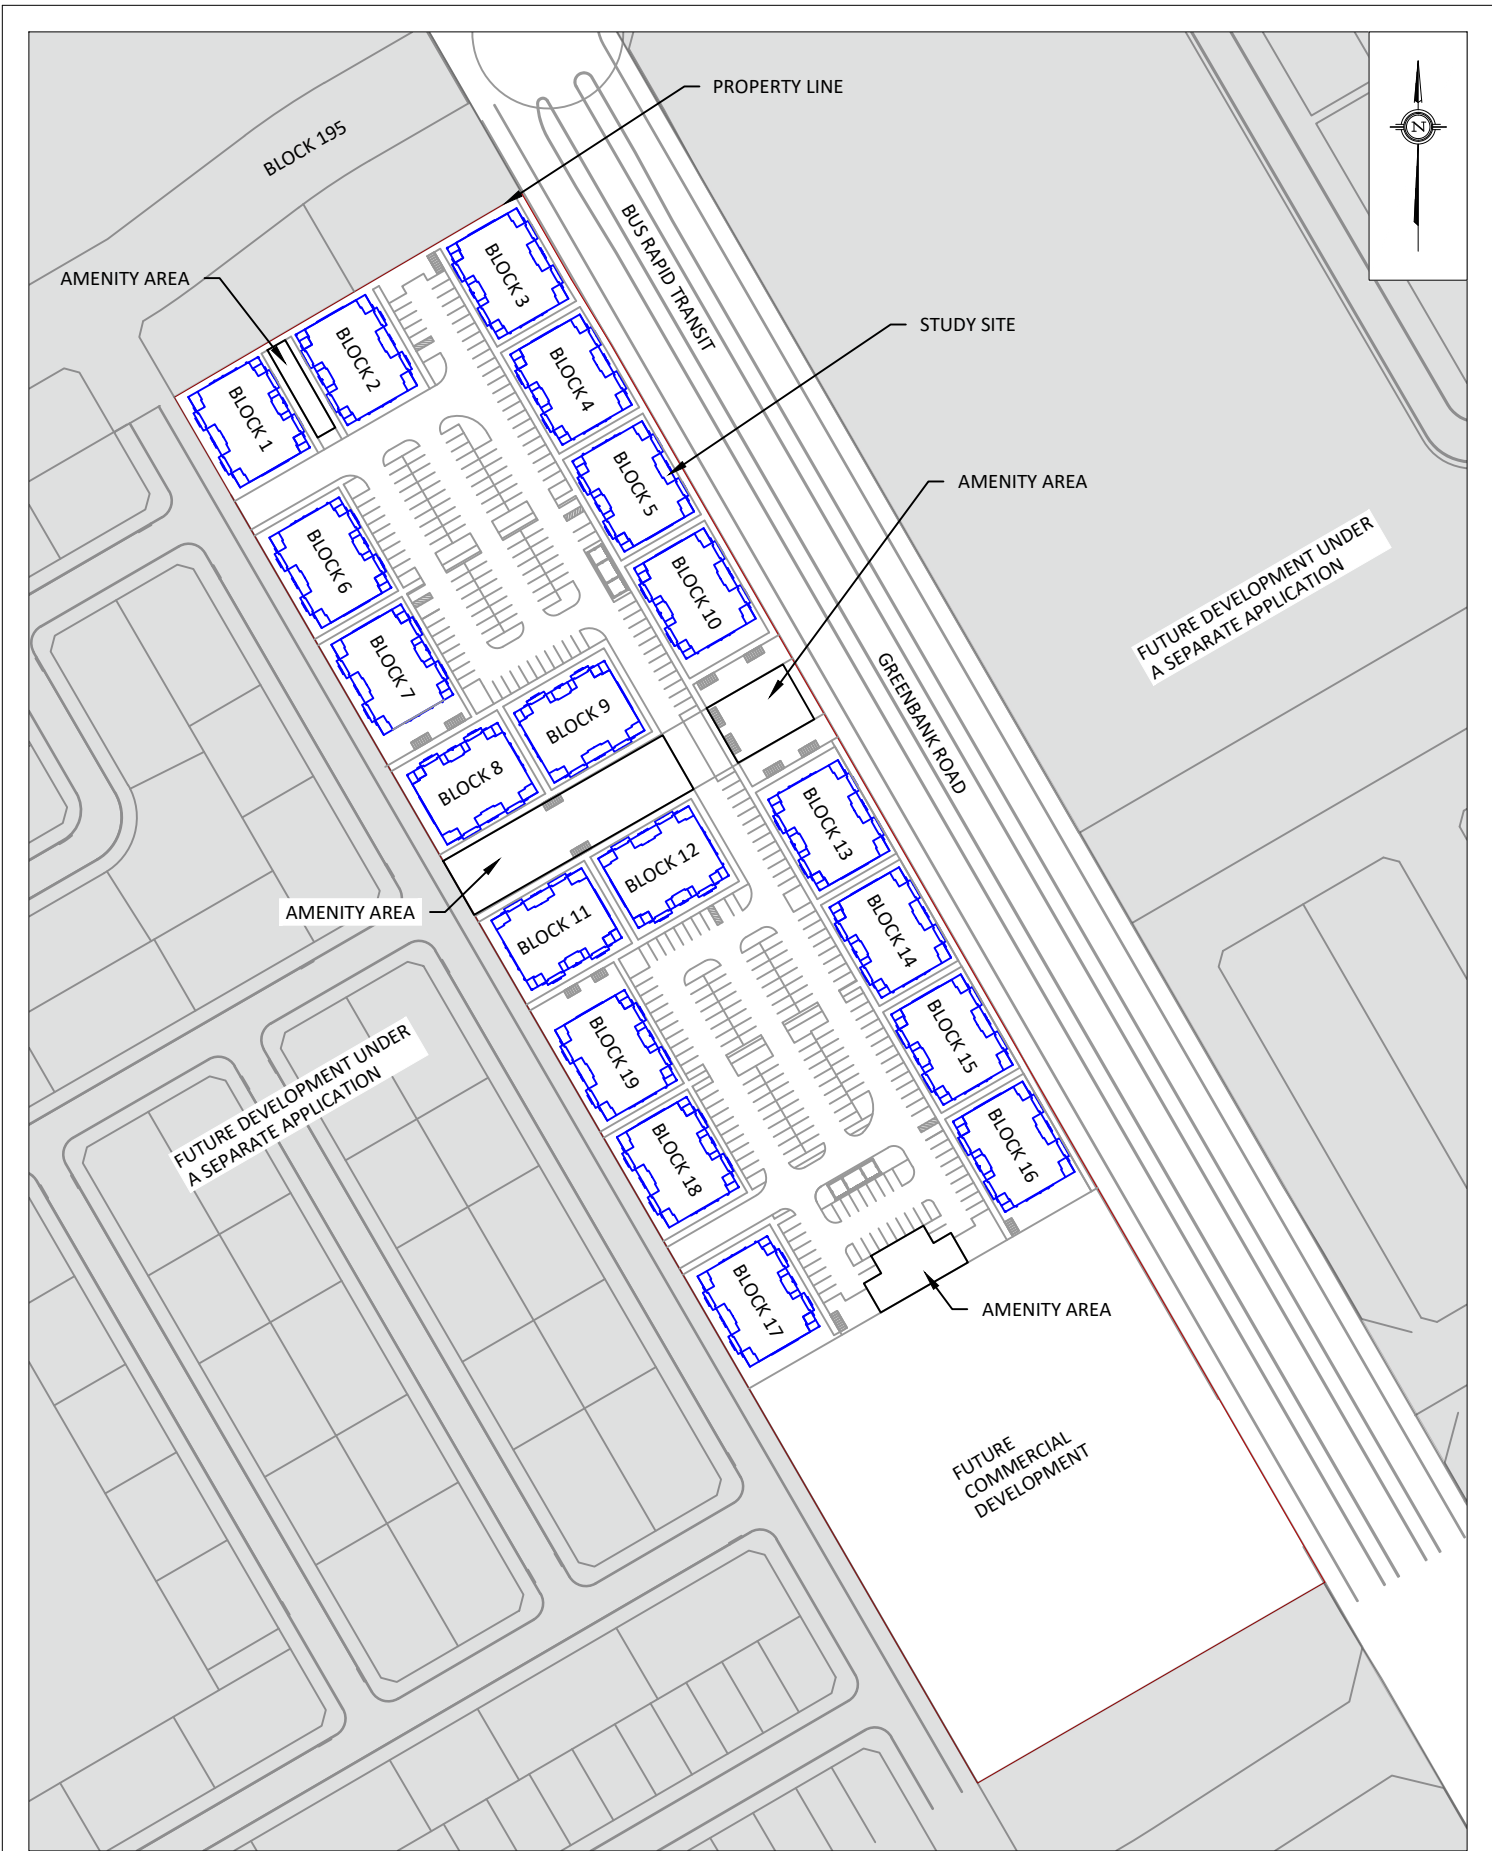 PROPERTY LINE
N
BLOCK 195
BUS RAPID TRANSIT
BLOCK 3
AMENITY AREA
STUDY SITE
BLOCK 2
BLOCK 4
BLOCK 1
BLOCK 5
AMENITY AREA
BLOCK 6
BLOCK 10
FUTURE DEVELOPMENT UNDER
A SEPARATE APPLICATION
BLOCK 7
BLOCK 9
GREENBANK ROAD
BLOCK 8
BLOCK 13
BLOCK 12
AMENITY AREA
BLOCK 11
BLOCK 14
BLOCK 15
BLOCK 19
FUTURE DEVELOPMENT UNDER
A SEPARATE APPLICATION
BLOCK 16
BLOCK 18
BLOCK 17
AMENITY AREA
FUTURE
COMMERCIAL
DEVELOPMENT